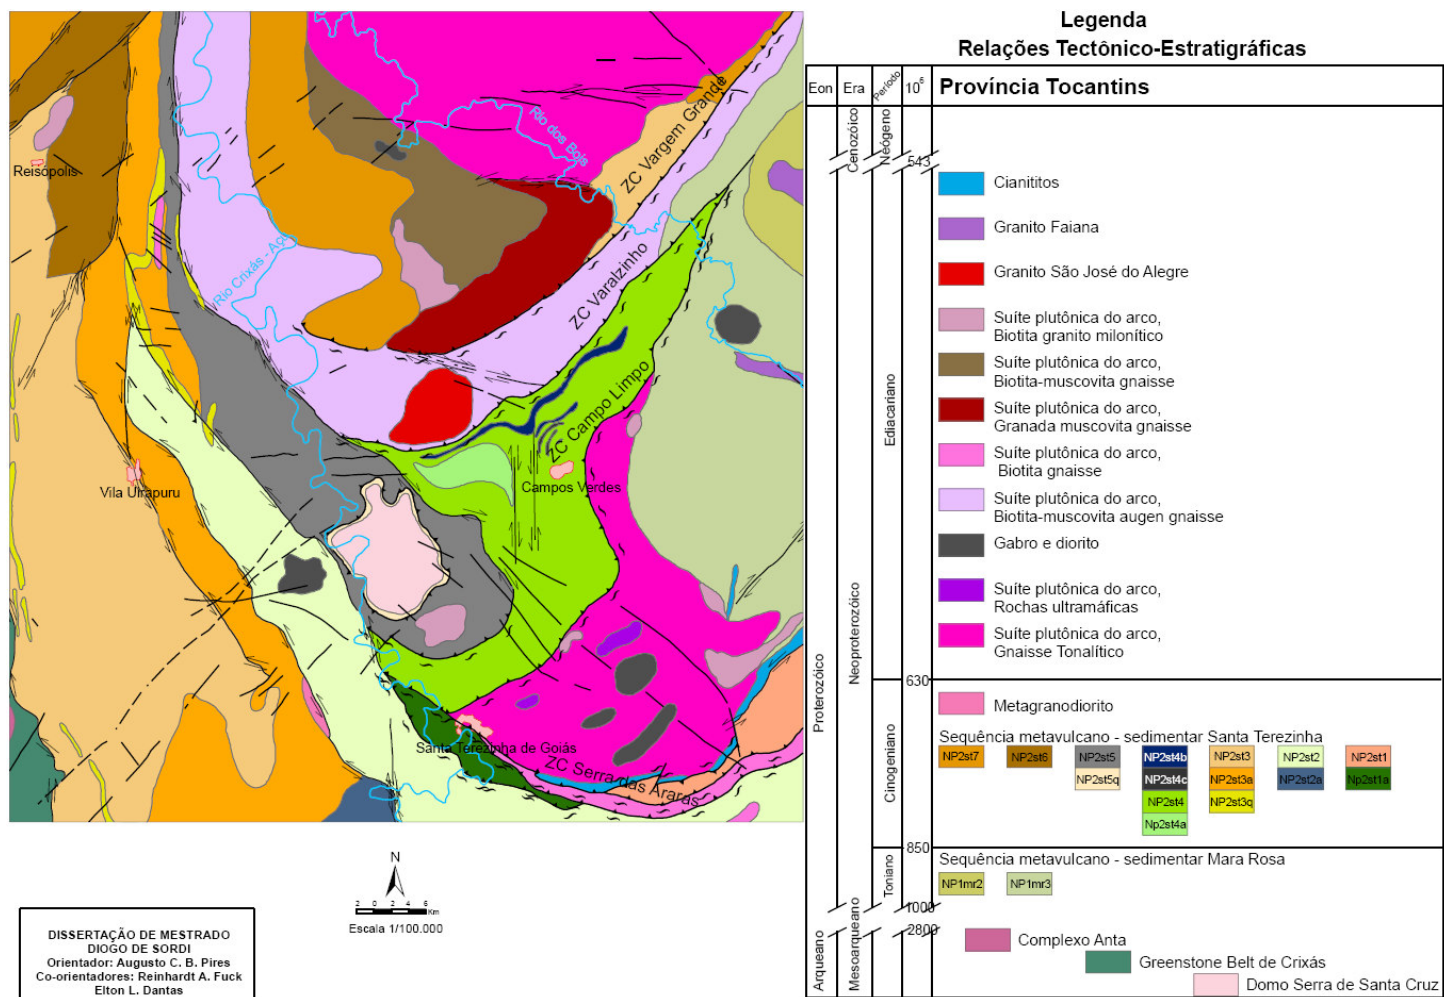 Reisópolis
Rio Crixás - Açu
Rio dos Bois
ZC Vargem Grande
ZC Varalzinho
ZC Campo Limpo
Campos Verdes
Vila Uirapuru
Santa Terezinha de Goiás
ZC Serra das Araras
N
2 0 2 4 6
Km
Escala 1/100.000
DISSERTAÇÃO DE MESTRADO
DIOGO DE SORDI
Orientador: Augusto C. B. Pires
Co-orientadores: Reinhardt A. Fuck
Elton L. Dantas
Legenda
Relações Tectônico-Estratigráficas
Eon Era Período 10⁶ Província Tocantins
Cenozóico
Neógeno
543
Proterozóico
Neoproterozóico
Ediacariano
Cianititos
Granito Faiana
Granito São José do Alegre
Suíte plutônica do arco,
Biotita granito milonítico
Suíte plutônica do arco,
Biotita-muscovita gnaisse
Suíte plutônica do arco,
Granada muscovita gnaisse
Suíte plutônica do arco,
Biotita gnaisse
Suíte plutônica do arco,
Biotita-muscovita augen gnaisse
Gabro e diorito
Suíte plutônica do arco,
Rochas ultramáficas
Suíte plutônica do arco,
Gnaisse Tonalítico
630
Cinogeniano
Metagranodiorito
Sequência metavulcano - sedimentar Santa Terezinha
NP2st7 NP2st6 NP2st5 NP2st4b NP2st3 NP2st2 NP2st1
NP2st5q NP2st4c NP2st3a NP2st2a Np2st1a
NP2st4 NP2st3q
Np2st4a
850
Toniano
Sequência metavulcano - sedimentar Mara Rosa
NP1mr2 NP1mr3
1000
2800
Arqueano
Mesoarqueano
Complexo Anta
Greenstone Belt de Crixás
Domo Serra de Santa Cruz